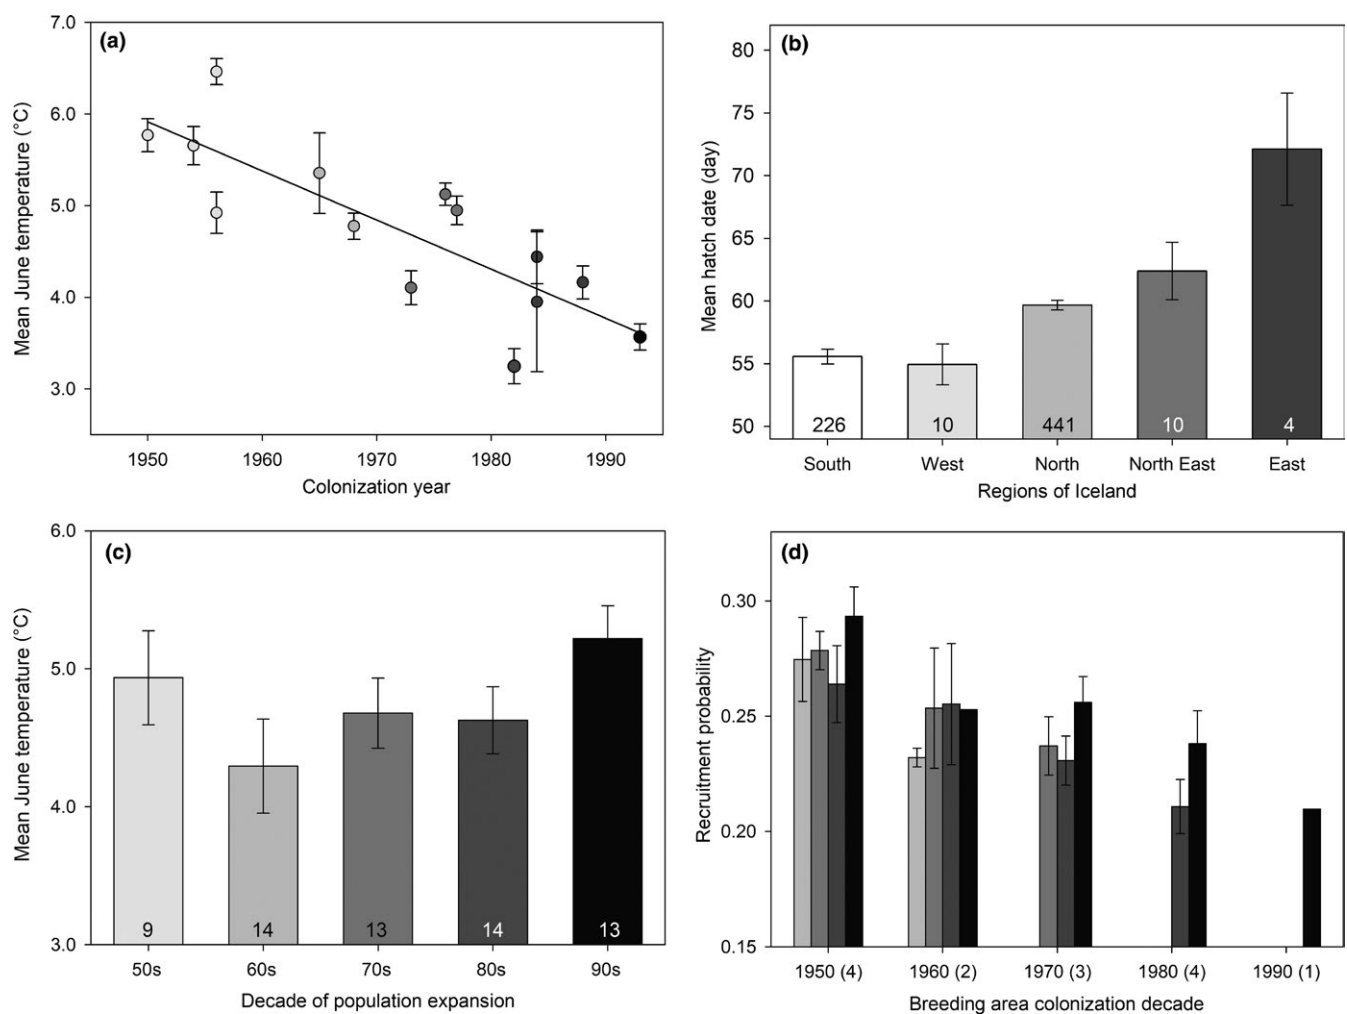 (a)
7.0
6.0
5.0
4.0
3.0
Mean June temperature (°C)
1950 1960 1970 1980 1990
Colonization year
(b)
80
75
70
65
60
55
50
Mean hatch date (day)
226 10 441 10 4
South West North North East East
Regions of Iceland
(c)
6.0
5.0
4.0
3.0
Mean June temperature (°C)
9 14 13 14 13
50s 60s 70s 80s 90s
Decade of population expansion
(d)
0.30
0.25
0.20
0.15
Recruitment probability
1950 (4) 1960 (2) 1970 (3) 1980 (4) 1990 (1)
Breeding area colonization decade